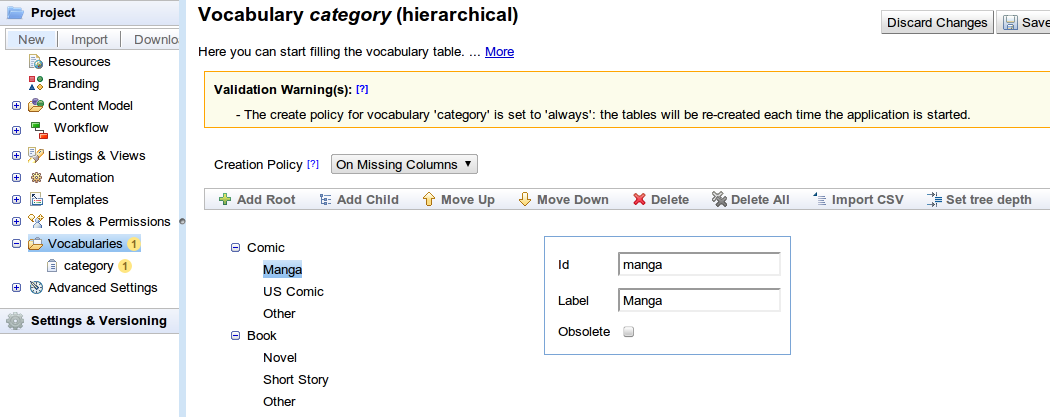 Project
New Import Downlo
Resources
Branding
Content Model
Workflow
Listings & Views
Automation
Templates
Roles & Permissions
Vocabularies 1
category 1
Advanced Settings
Settings & Versioning
Vocabulary category (hierarchical)
Discard Changes Save
Here you can start filling the vocabulary table. ... More
Validation Warning(s): [?]
- The create policy for vocabulary 'category' is set to 'always': the tables will be re-created each time the application is started.
Creation Policy [?] On Missing Columns
Add Root Add Child Move Up Move Down Delete Delete All Import CSV Set tree depth
Comic
Manga
US Comic
Other
Book
Novel
Short Story
Other
Id manga
Label Manga
Obsolete